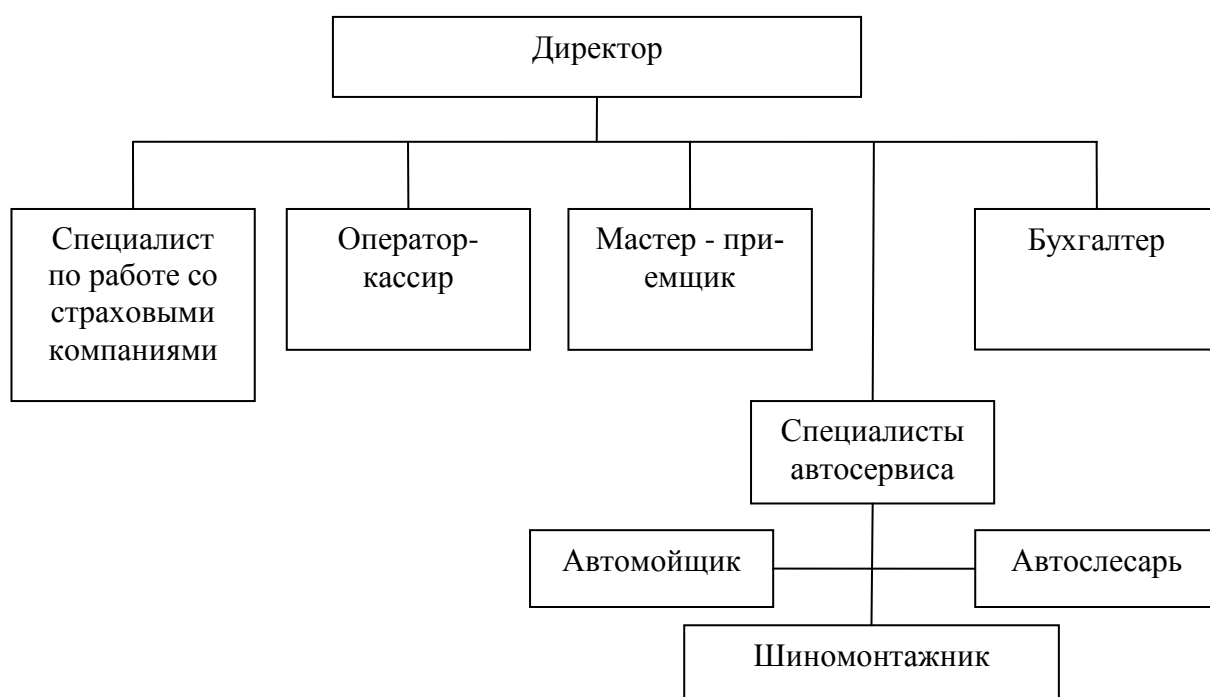 Директор
Специалист
по работе со
страховыми
компаниями
Оператор-
кассир
Мастер - при-
емщик
Бухгалтер
Специалисты
автосервиса
Автомойщик
Автослесарь
Шиномонтажник